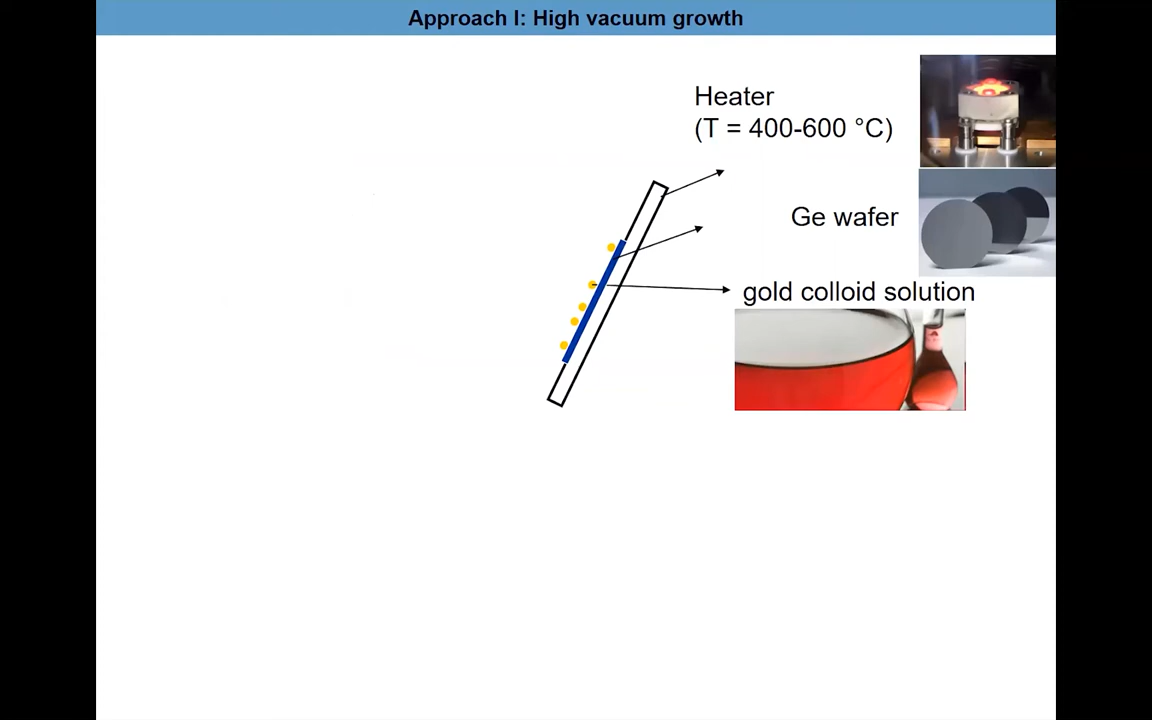 Approach I: High vacuum growth
Heater
(T = 400-600 °C)
Ge wafer
gold colloid solution